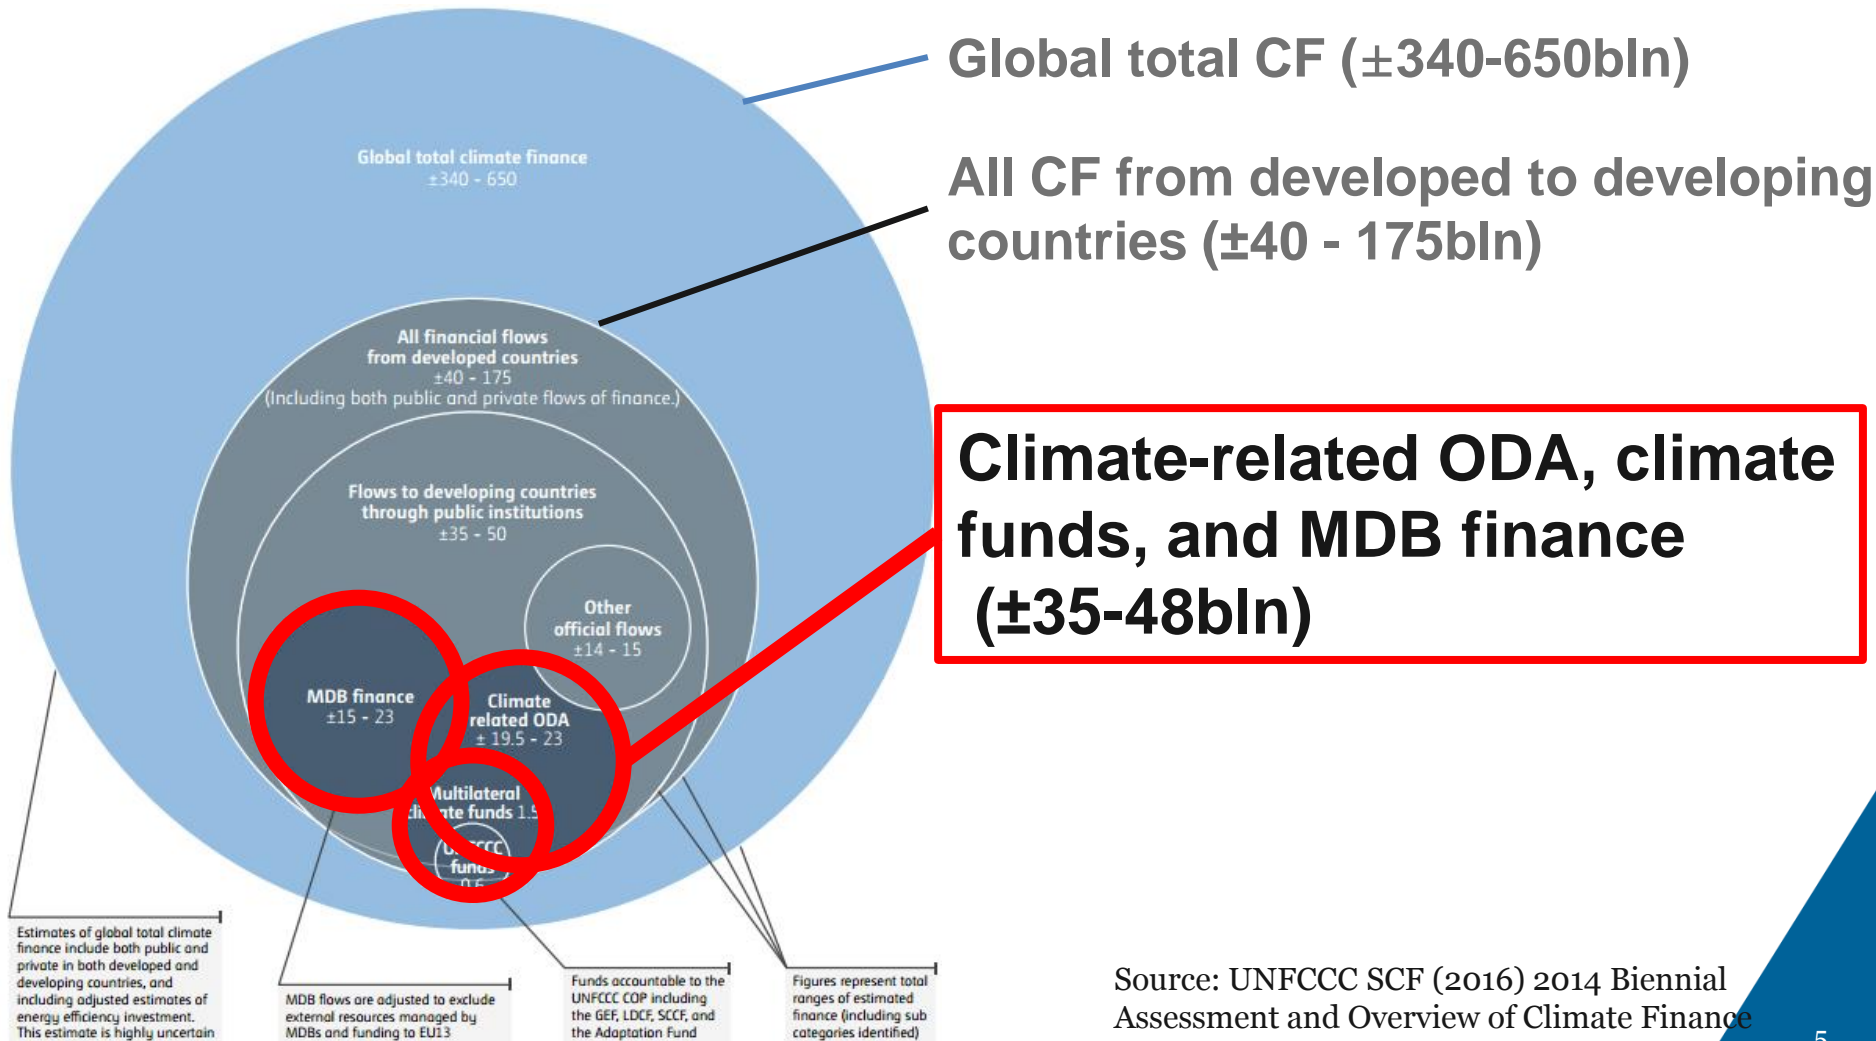 Global total CF (±340-650bln)
All CF from developed to developing
countries (±40 - 175bln)
Climate-related ODA, climate
funds, and MDB finance
(±35-48bln)
Global total climate finance
±340 - 650
All financial flows
from developed countries
±40 - 175
(Including both public and private flows of finance.)
Flows to developing countries
through public institutions
±35 - 50
Other
official flows
±14 - 15
MDB finance
±15 - 23
Climate
related ODA
± 19.5 - 23
Multilateral
climate funds 1.5
UNFCCC
funds
0.6
Estimates of global total climate
finance include both public and
private in both developed and
developing countries, and
including adjusted estimates of
energy efficiency investment.
This estimate is highly uncertain
MDB flows are adjusted to exclude
external resources managed by
MDBs and funding to EU13
Funds accountable to the
UNFCCC COP including
the GEF, LDCF, SCCF, and
the Adaptation Fund
Figures represent total
ranges of estimated
finance (including sub
categories identified)
Source: UNFCCC SCF (2016) 2014 Biennial
Assessment and Overview of Climate Finance
5